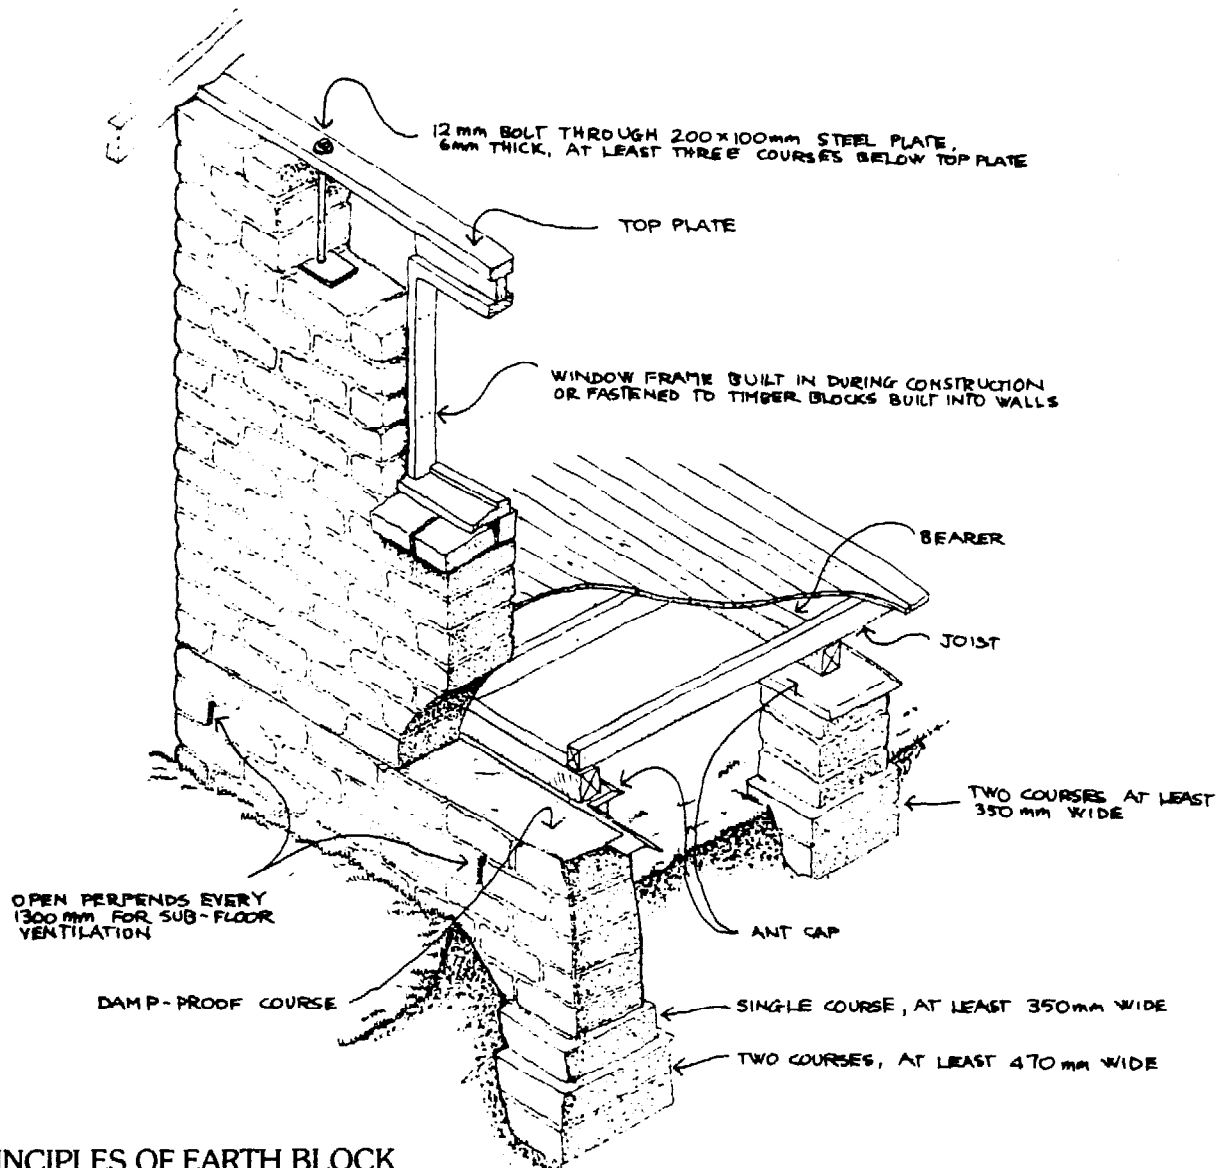 12mm BOLT THROUGH 200×100mm STEEL PLATE,
6mm THICK, AT LEAST THREE COURSES BELOW TOP PLATE
TOP PLATE
WINDOW FRAME BUILT IN DURING CONSTRUCTION
OR FASTENED TO TIMBER BLOCKS BUILT INTO WALLS
BEARER
JOIST
TWO COURSES AT LEAST
350 mm WIDE
OPEN PERPENDS EVERY
1300 mm FOR SUB-FLOOR
VENTILATION
ANT CAP
DAMP-PROOF COURSE
SINGLE COURSE, AT LEAST 350mm WIDE
TWO COURSES, AT LEAST 470mm WIDE
INCIPLES OF EARTH BLOCK